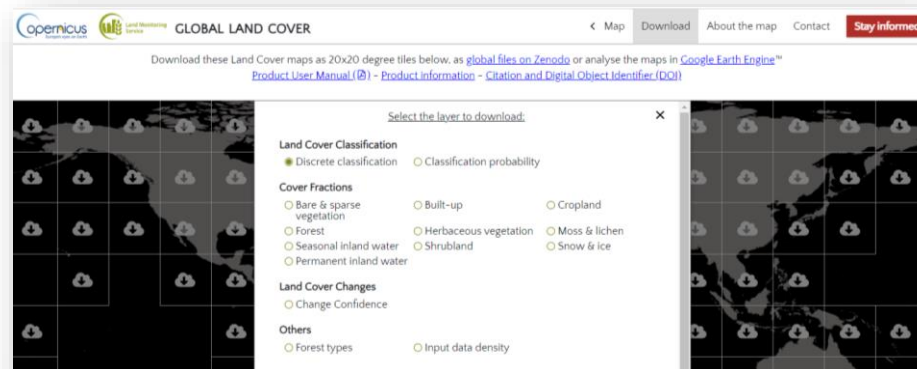 opernicus
Europe's eyes on Earth
Land Monitoring
Service
GLOBAL LAND COVER
Map
Download
About the map
Contact
Stay informed
Download these Land Cover maps as 20x20 degree tiles below, as global files on Zenodo or analyse the maps in Google Earth Engine™
Product User Manual ( ) - Product information - Citation and Digital Object Identifier (DOI)
Select the layer to download:
Land Cover Classification
Discrete classification
Classification probability
Cover Fractions
Bare & sparse
vegetation
Built-up
Cropland
Forest
Herbaceous vegetation
Moss & lichen
Seasonal inland water
Shrubland
Snow & ice
Permanent inland water
Land Cover Changes
Change Confidence
Others
Forest types
Input data density